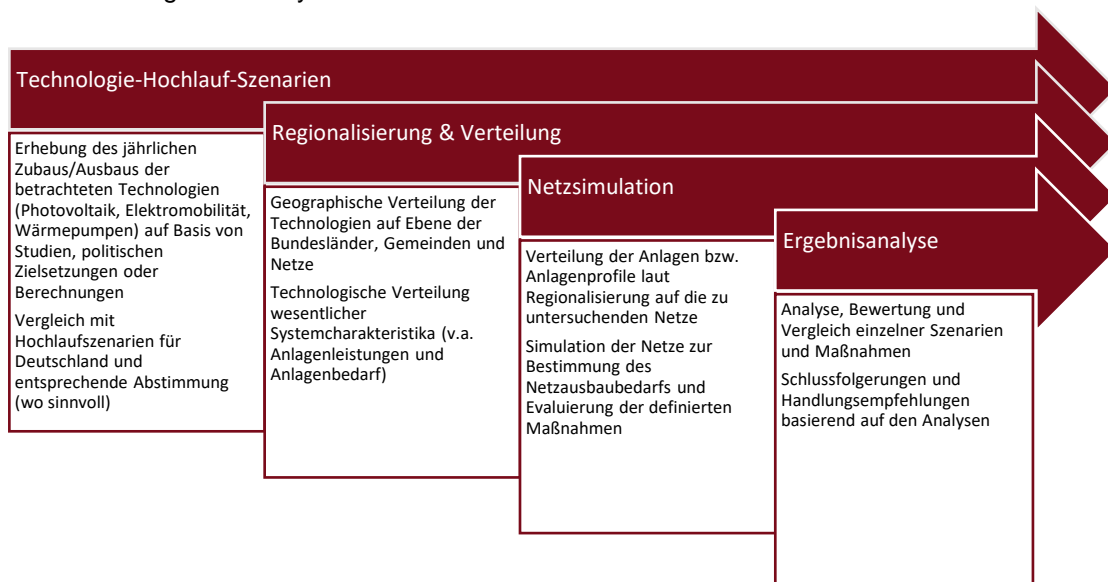 Technologie-Hochlauf-Szenarien
Erhebung des jährlichen
Zubaus/Ausbaus der
betrachteten Technologien
(Photovoltaik, Elektromobilität,
Wärmepumpen) auf Basis von
Studien, politischen
Zielsetzungen oder
Berechnungen
Vergleich mit
Hochlaufszenarien für
Deutschland und
entsprechende Abstimmung
(wo sinnvoll)
Regionalisierung & Verteilung
Geographische Verteilung der
Technologien auf Ebene der
Bundesländer, Gemeinden und
Netze
Technologische Verteilung
wesentlicher
Systemcharakteristika (v.a.
Anlagenleistungen und
Anlagenbedarf)
Netzsimulation
Verteilung der Anlagen bzw.
Anlagenprofile laut
Regionalisierung auf die zu
untersuchenden Netze
Simulation der Netze zur
Bestimmung des
Netzausbaubedarfs und
Evaluierung der definierten
Maßnahmen
Ergebnisanalyse
Analyse, Bewertung und
Vergleich einzelner Szenarien
und Maßnahmen
Schlussfolgerungen und
Handlungsempfehlungen
basierend auf den Analysen